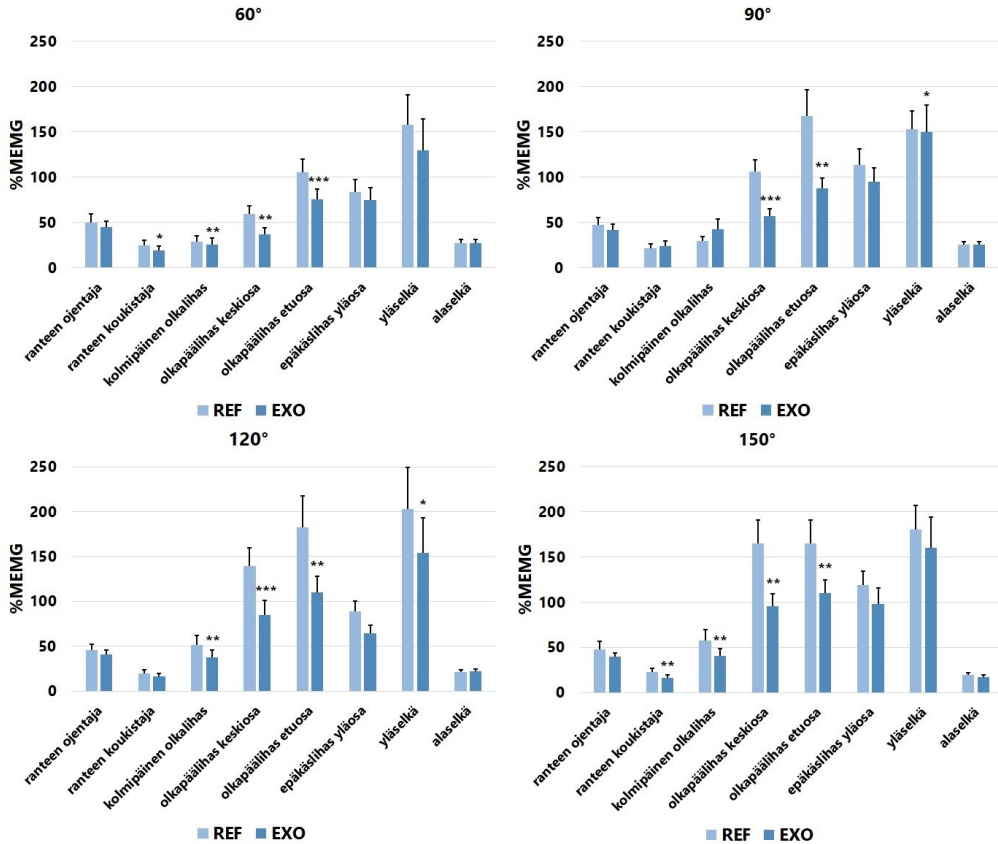 60°
%MEMG
250
200
150
100
50
0
*
**
**
***
ranteen ojentaja
ranteen koukistaja
kolmipäinen olkalihas
olkapäälihas keskiosa
olkapäälihas etuosa
epäkäslihas yläosa
yläselkä
alaselkä
REF EXO
90°
%MEMG
250
200
150
100
50
0
***
**
*
ranteen ojentaja
ranteen koukistaja
kolmipäinen olkalihas
olkapäälihas keskiosa
olkapäälihas etuosa
epäkäslihas yläosa
yläselkä
alaselkä
REF EXO
120°
%MEMG
250
200
150
100
50
0
**
***
**
*
ranteen ojentaja
ranteen koukistaja
kolmipäinen olkalihas
olkapäälihas keskiosa
olkapäälihas etuosa
epäkäslihas yläosa
yläselkä
alaselkä
REF EXO
150°
%MEMG
250
200
150
100
50
0
**
**
**
**
ranteen ojentaja
ranteen koukistaja
kolmipäinen olkalihas
olkapäälihas keskiosa
olkapäälihas etuosa
epäkäslihas yläosa
yläselkä
alaselkä
REF EXO